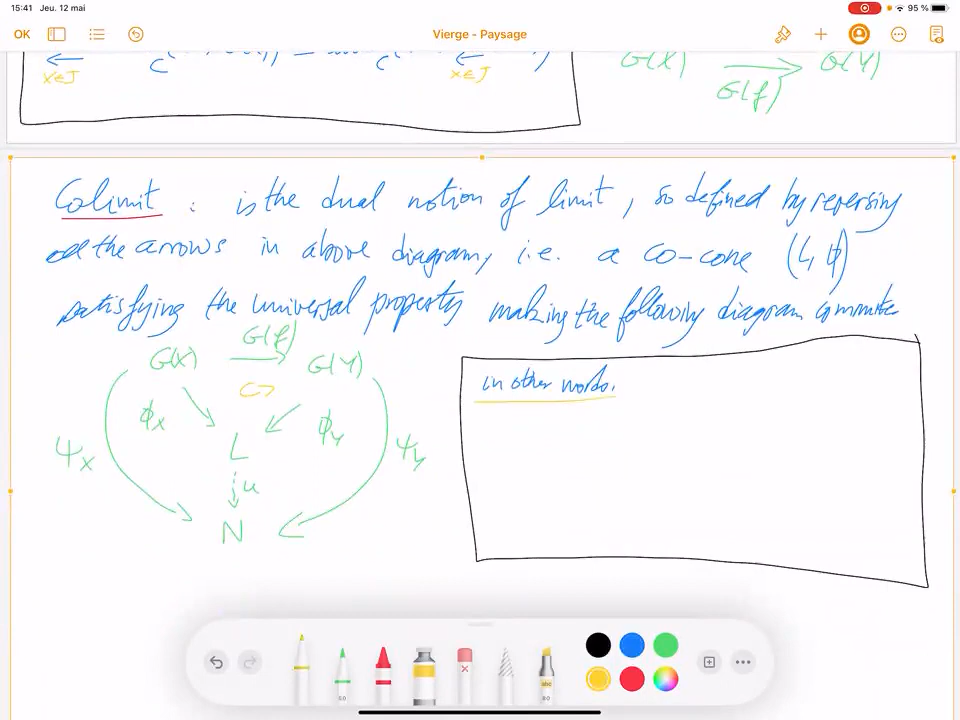 15:41 Jeu. 12 mai
95 %
OK
Vierge - Paysage
X∈J
X∈J
G(X) → G(Y)
G(f)
Colimit : is the dual notion of limit, so defined by reversing
all the arrows in above diagram, i.e. a co-cone (L, φ)
satisfying the universal property making the following diagram commute
G(f)
G(X) → G(Y)
in other words.
φX
φY
ΨX
L
ΨY
u
N